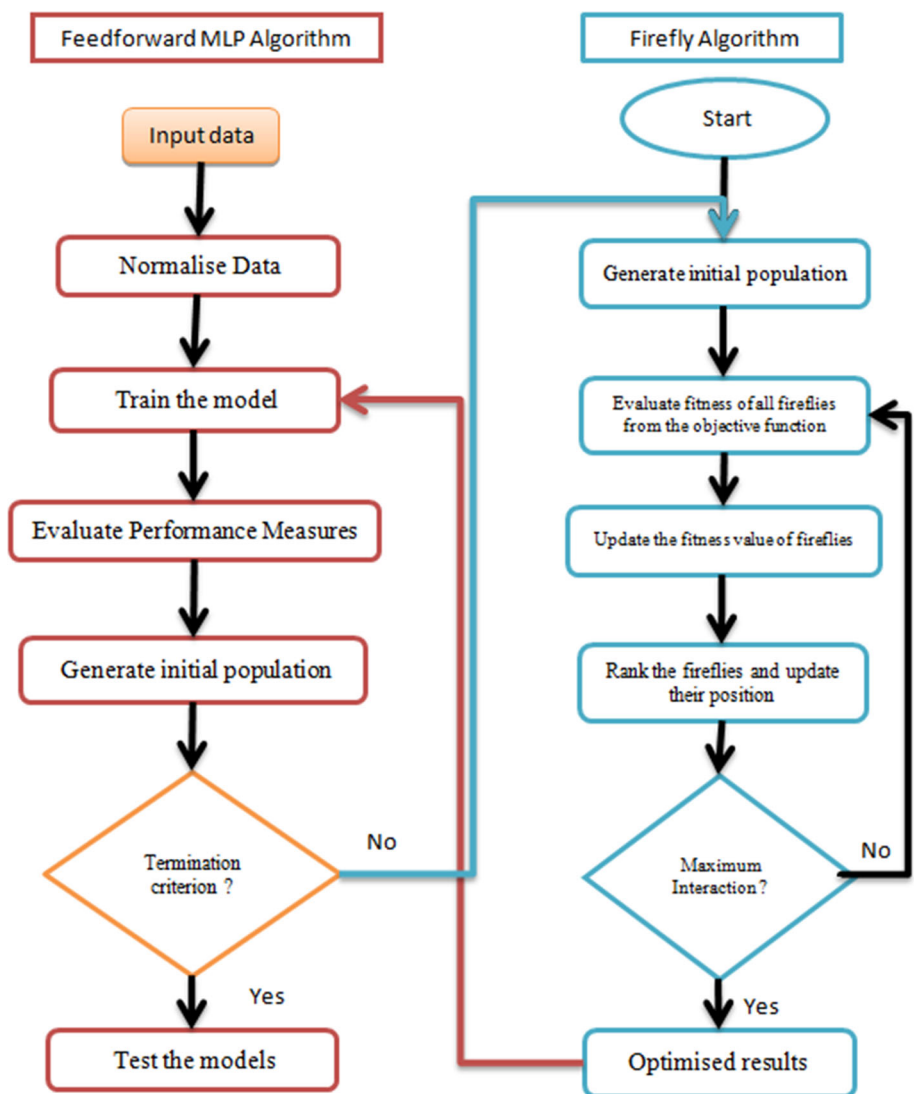 Feedforward MLP Algorithm
Input data
Normalise Data
Train the model
Evaluate Performance Measures
Generate initial population
Termination
criterion ?
No
Yes
Test the models
Firefly Algorithm
Start
Generate initial population
Evaluate fitness of all fireflies
from the objective function
Update the fitness value of fireflies
Rank the fireflies and update
their position
Maximum
Interaction ?
No
Yes
Optimised results